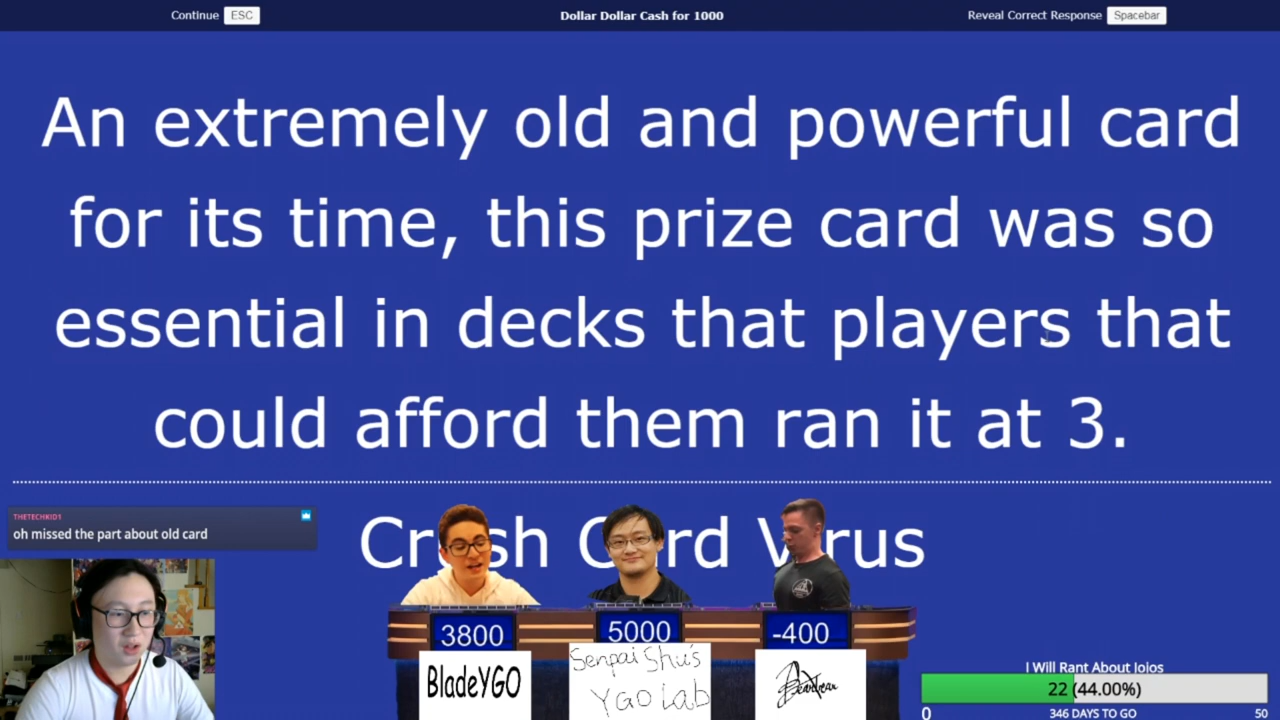 Continue ESC
Dollar Dollar Cash for 1000
Reveal Correct Response Spacebar
An extremely old and powerful card
for its time, this prize card was so
essential in decks that players that
could afford them ran it at 3.
Crush Card Virus
THETECHKID1
oh missed the part about old card
3800
5000
-400
BladeYGO
Senpai Shu's
YGO Lab
I Will Rant About Jojos
22 (44.00%)
0
346 DAYS TO GO
50